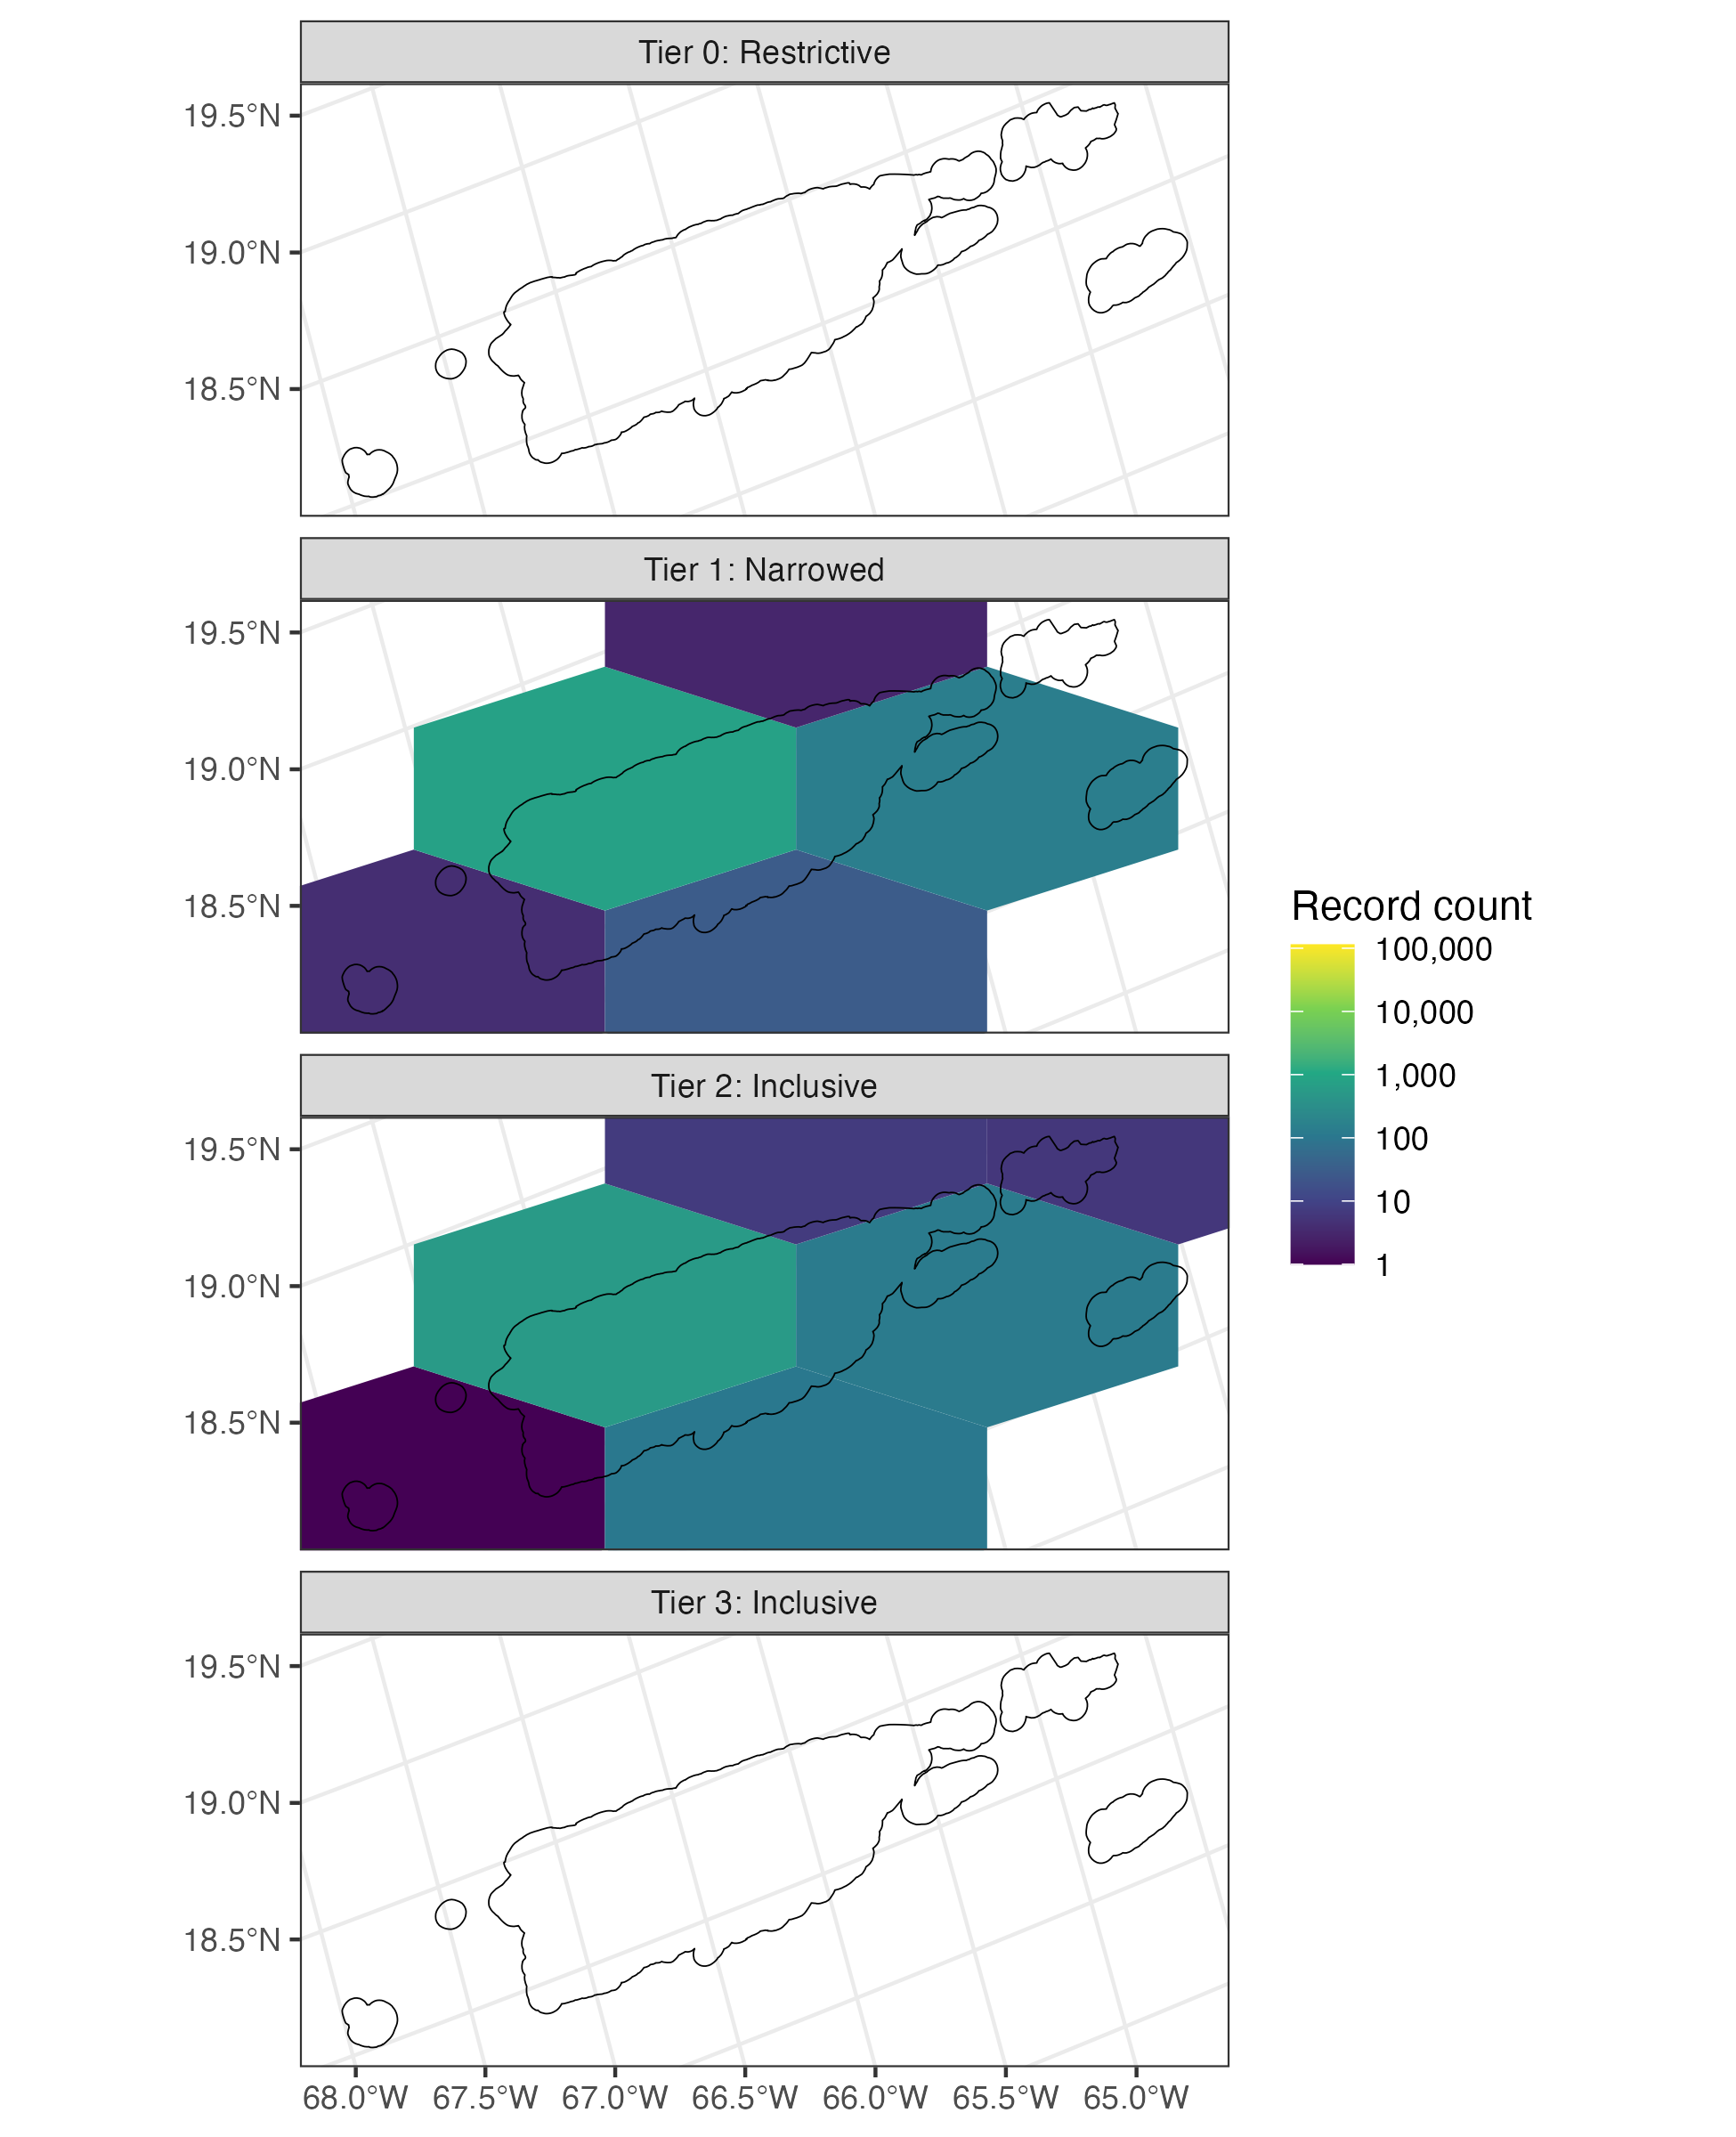 Tier 0: Restrictive
19.5°N
19.0°N
18.5°N
Tier 1: Narrowed
19.5°N
19.0°N
18.5°N
Tier 2: Inclusive
19.5°N
19.0°N
18.5°N
Tier 3: Inclusive
19.5°N
19.0°N
18.5°N
68.0°W 67.5°W 67.0°W 66.5°W 66.0°W 65.5°W 65.0°W
Record count
100,000
10,000
1,000
100
10
1